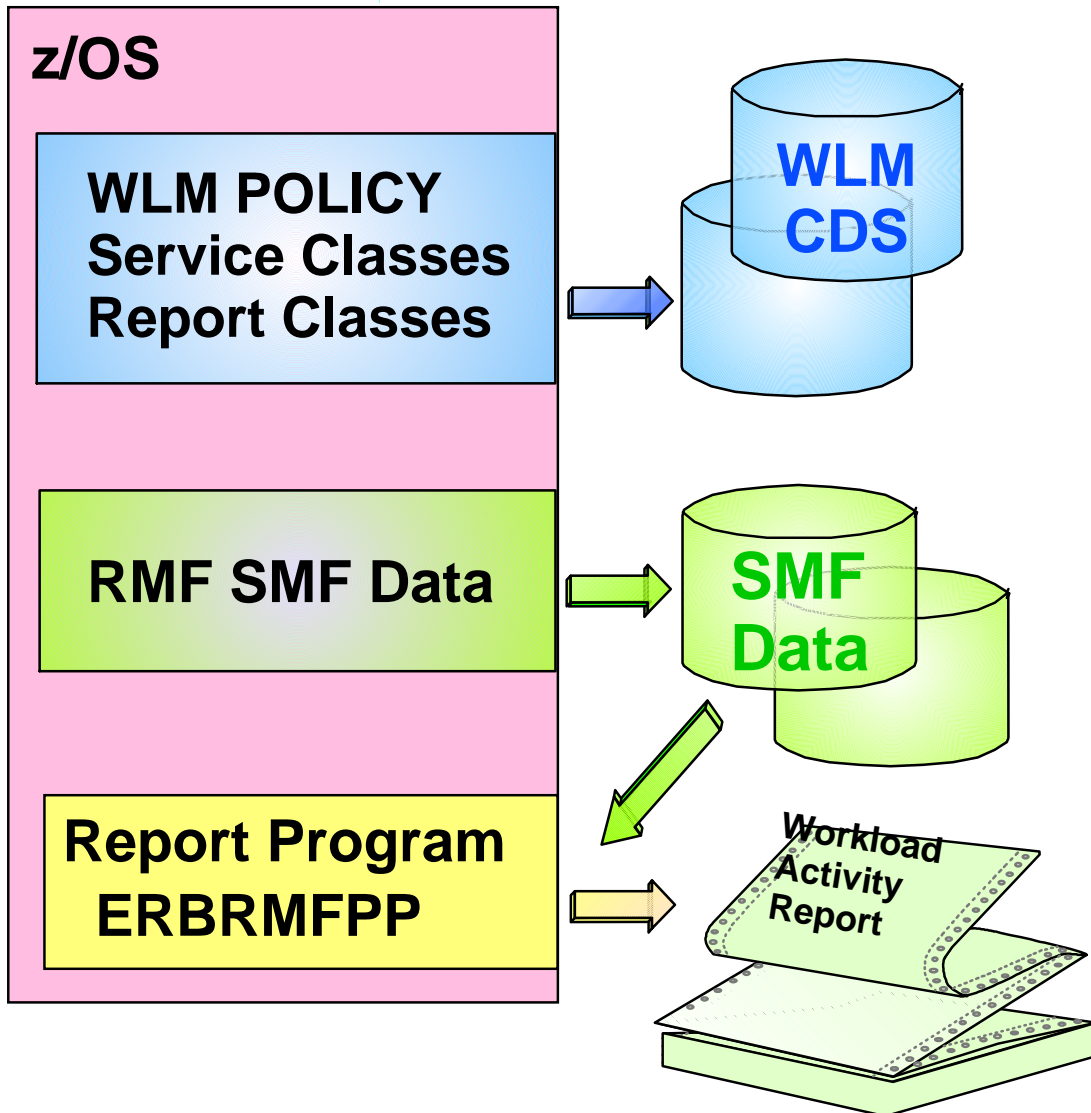 z/OS
WLM POLICY
Service Classes
Report Classes
WLM
CDS
RMF SMF Data
SMF
Data
Report Program
ERBRMFPP
Workload
Activity
Report